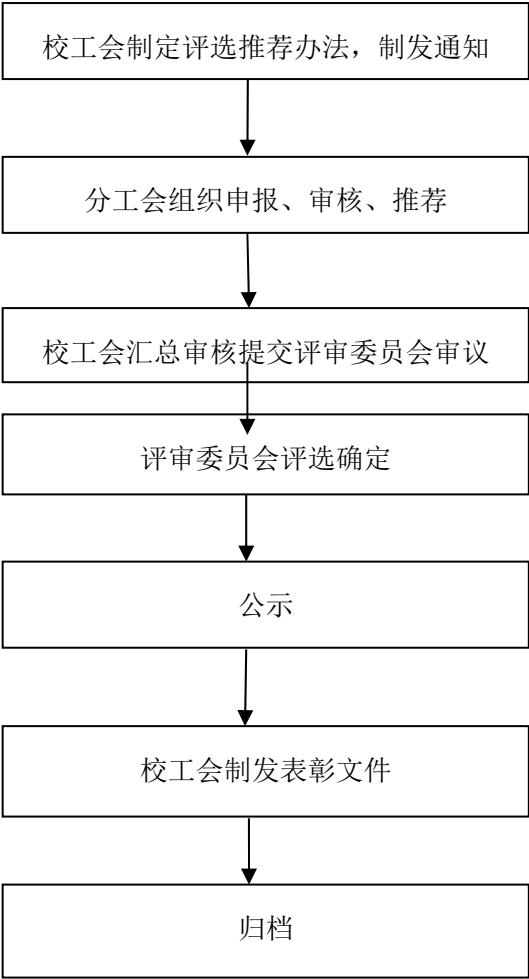 校工会制定评选推荐办法，制发通知
分工会组织申报、审核、推荐
校工会汇总审核提交评审委员会审议
评审委员会评选确定
公示
校工会制发表彰文件
归档